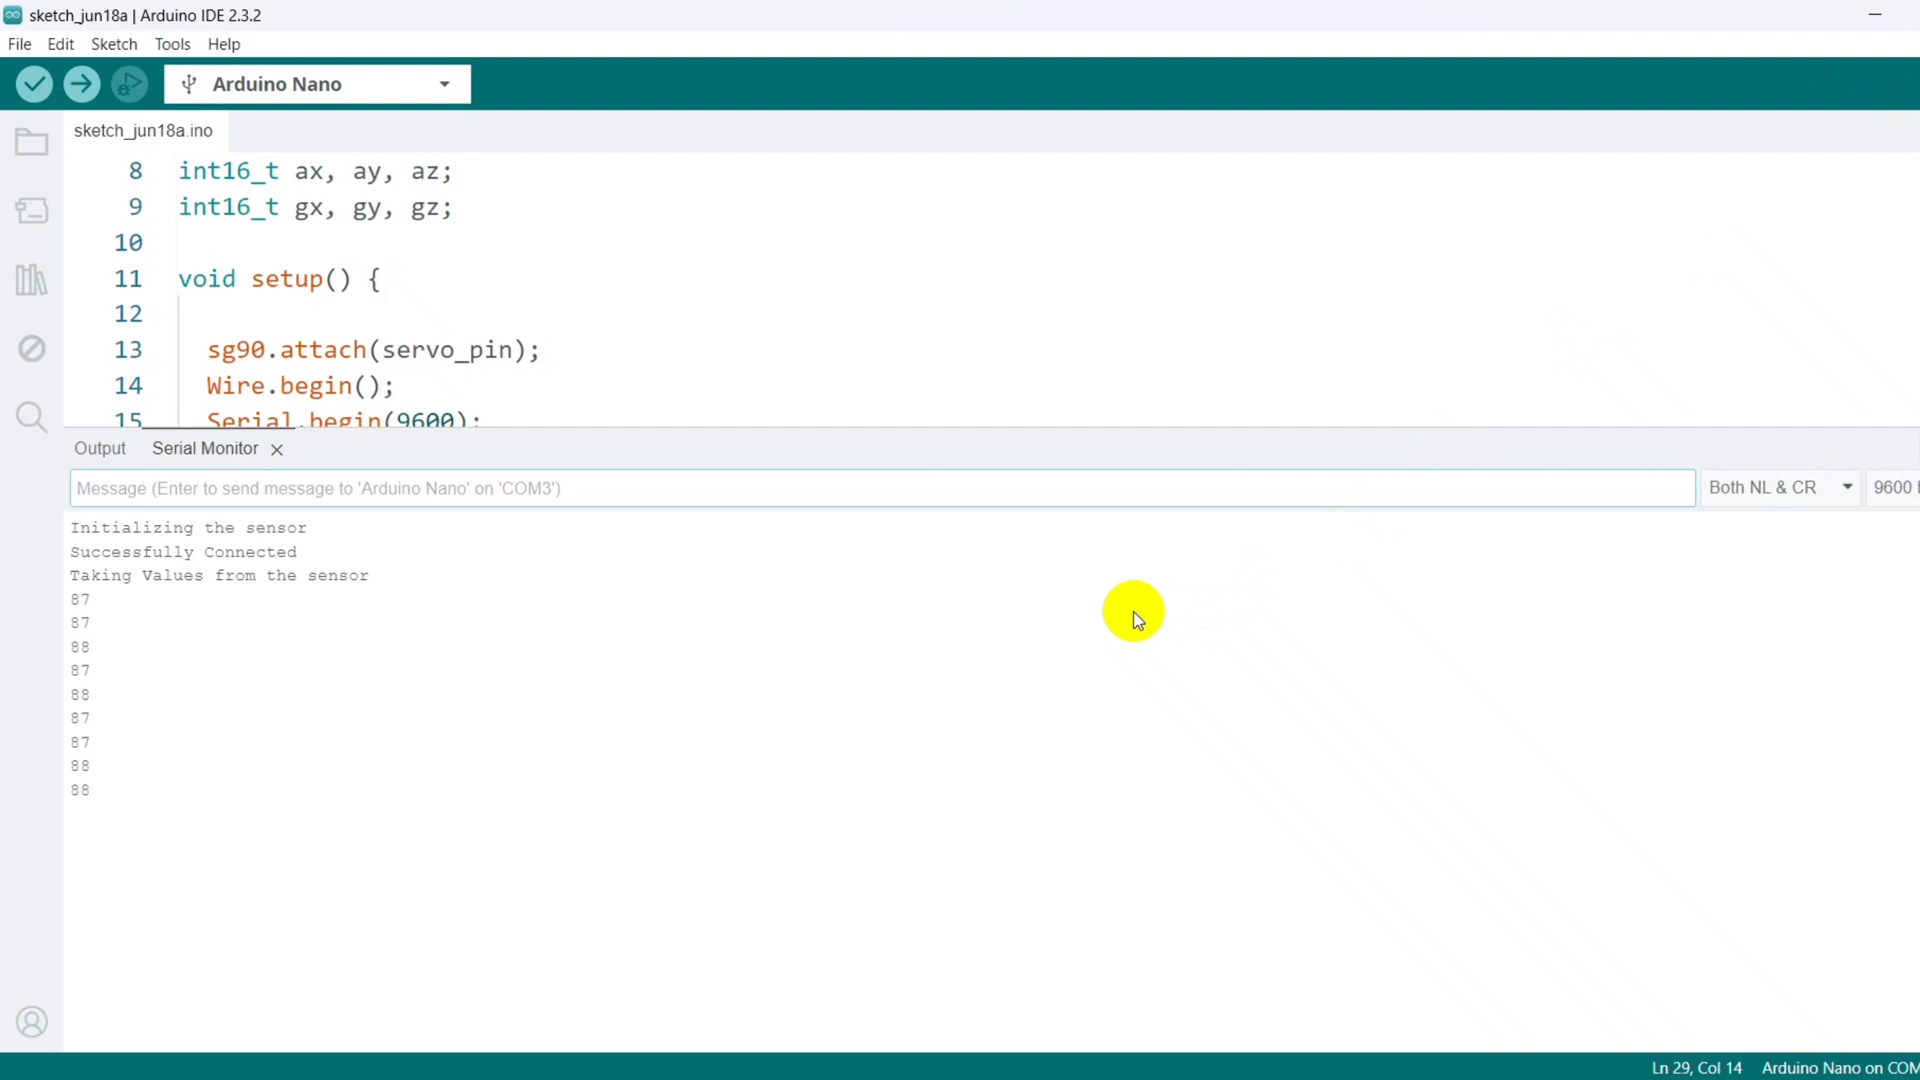 sketch_jun18a | Arduino IDE 2.3.2
File Edit Sketch Tools Help
Arduino Nano
sketch_jun18a.ino
8 int16_t ax, ay, az;
9 int16_t gx, gy, gz;
10
11 void setup() {
12
13 sg90.attach(servo_pin);
14 Wire.begin();
15 Serial.begin(9600);
Output Serial Monitor
Message (Enter to send message to 'Arduino Nano' on 'COM3') Both NL & CR 9600
Initializing the sensor
Successfully Connected
Taking Values from the sensor
87
87
88
87
88
87
87
88
88
Ln 29, Col 14 Arduino Nano on COM